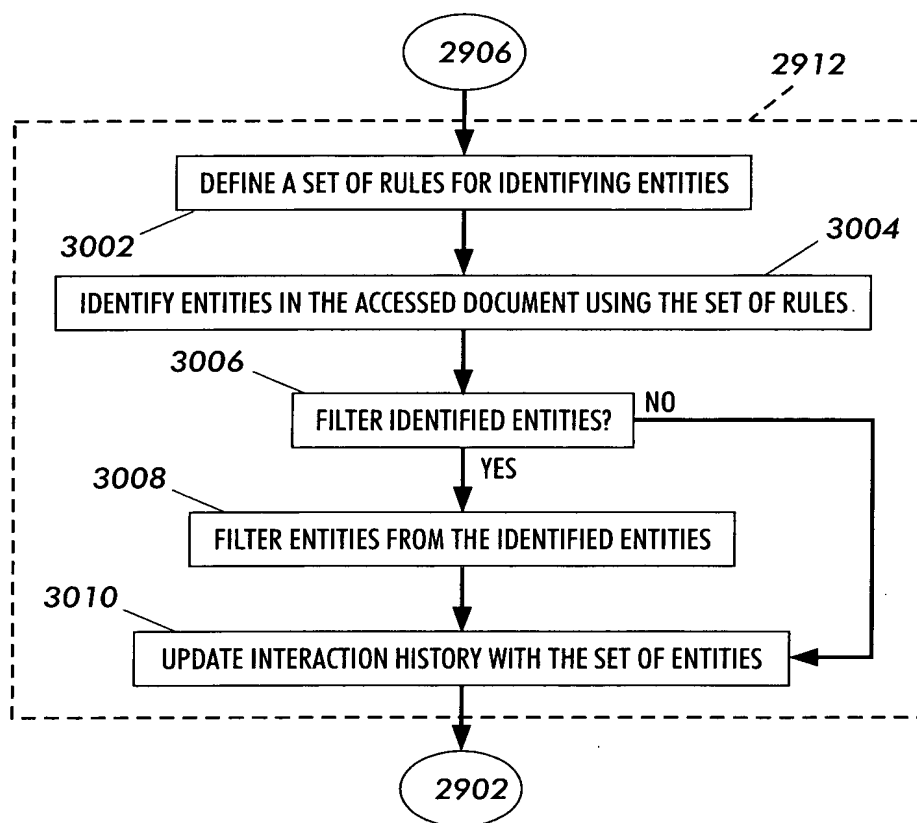 2906
2912
DEFINE A SET OF RULES FOR IDENTIFYING ENTITIES
3002
3004
IDENTIFY ENTITIES IN THE ACCESSED DOCUMENT USING THE SET OF RULES
3006
FILTER IDENTIFIED ENTITIES?
NO
YES
3008
FILTER ENTITIES FROM THE IDENTIFIED ENTITIES
3010
UPDATE INTERACTION HISTORY WITH THE SET OF ENTITIES
2902